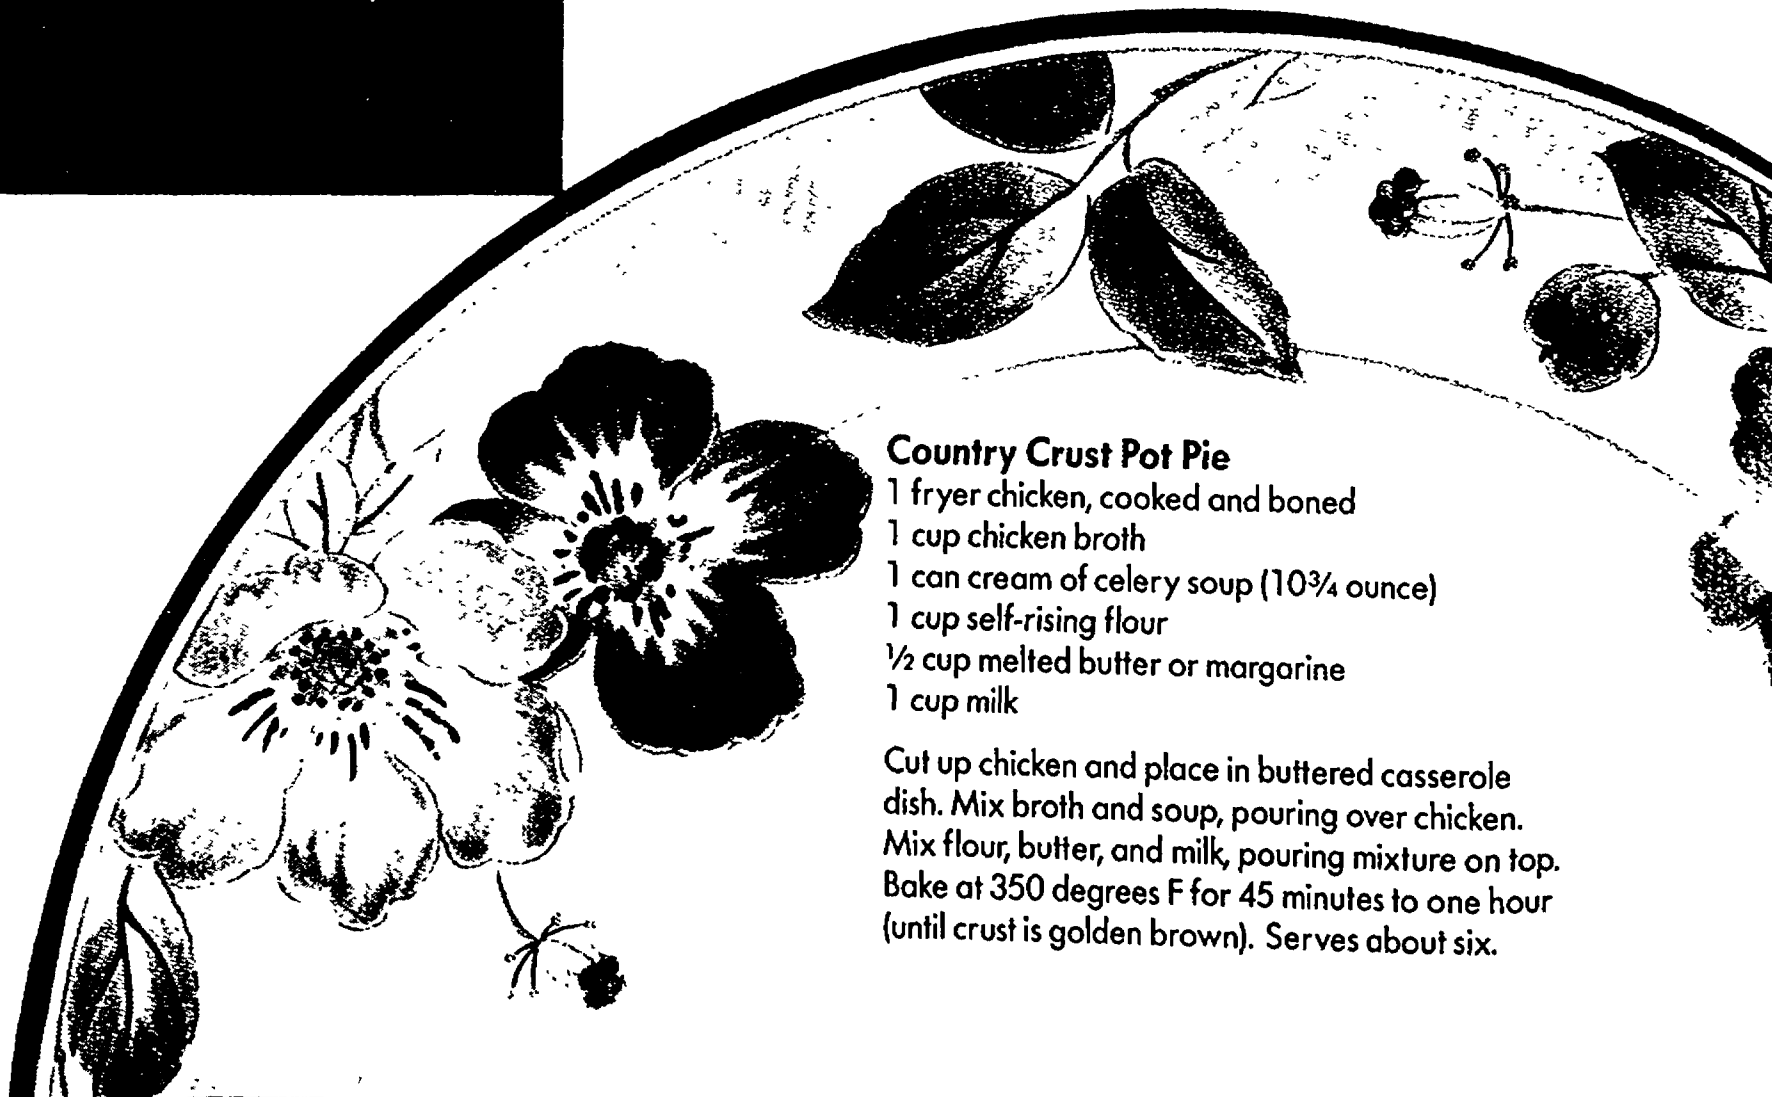 Country Crust Pot Pie
1 fryer chicken, cooked and boned
1 cup chicken broth
1 can cream of celery soup (10¾ ounce)
1 cup self-rising flour
½ cup melted butter or margarine
1 cup milk
Cut up chicken and place in buttered casserole
dish. Mix broth and soup, pouring over chicken.
Mix flour, butter, and milk, pouring mixture on top.
Bake at 350 degrees F for 45 minutes to one hour
(until crust is golden brown). Serves about six.